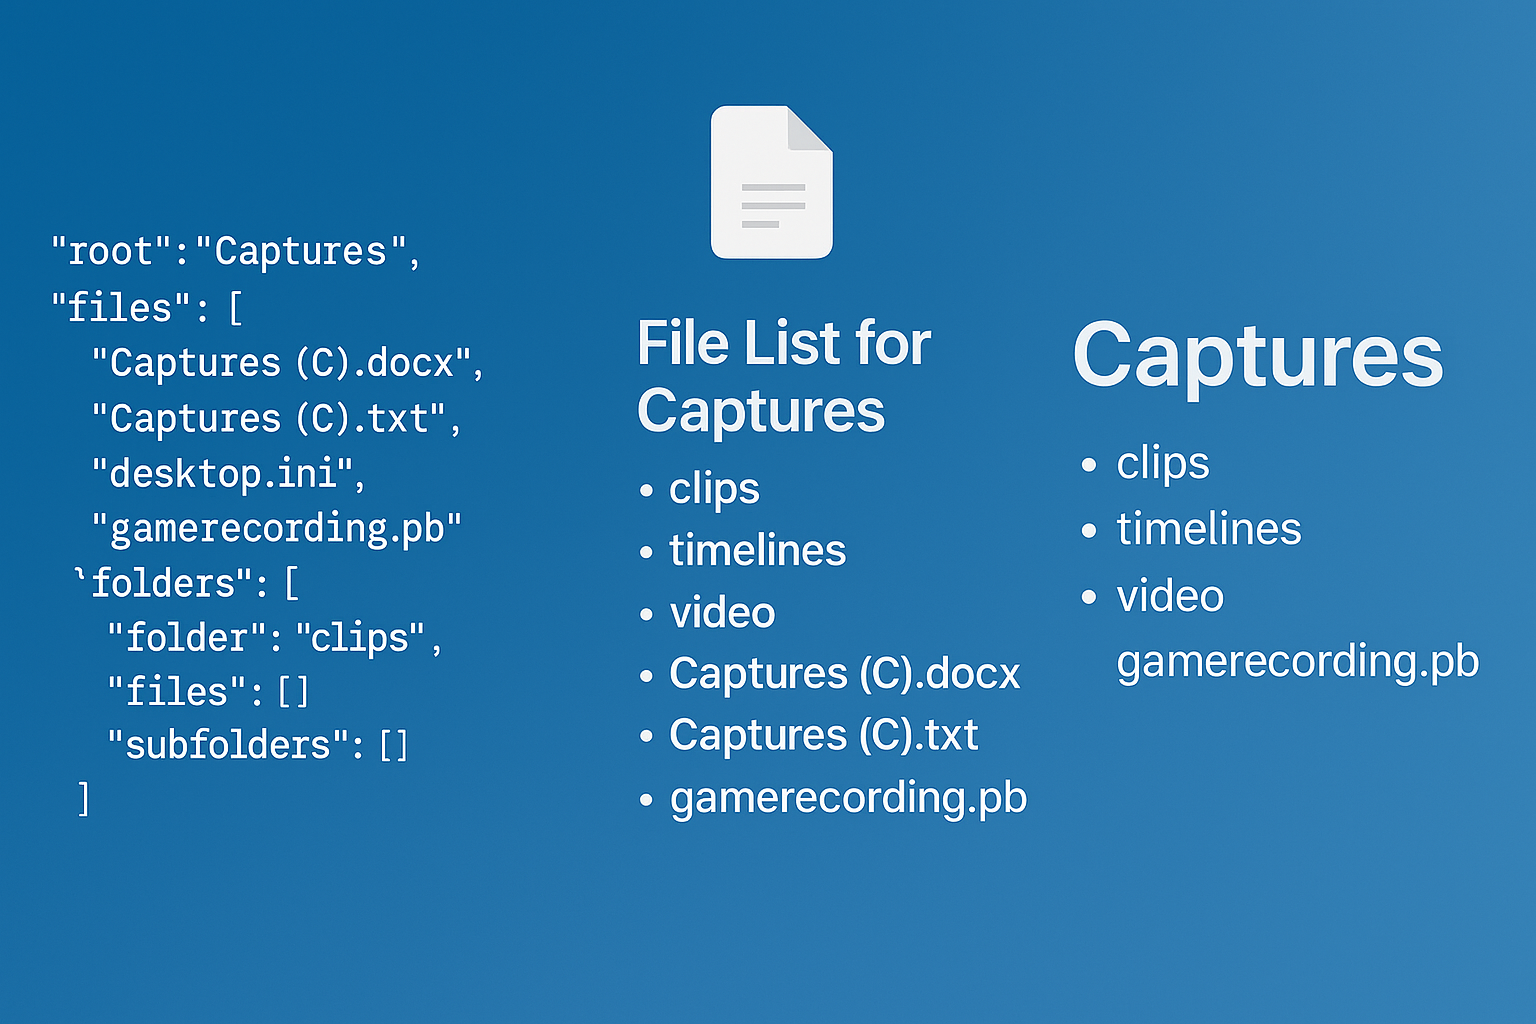 "root":"Captures",
"files": [
"Captures (C).docx",
"Captures (C).txt",
"desktop.ini",
"gamerecording.pb"
`folders": [
"folder": "clips",
"files": []
"subfolders": []
]
File List for
Captures
• clips
• timelines
• video
• Captures (C).docx
• Captures (C).txt
• gamerecording.pb
Captures
• clips
• timelines
• video
gamerecording.pb